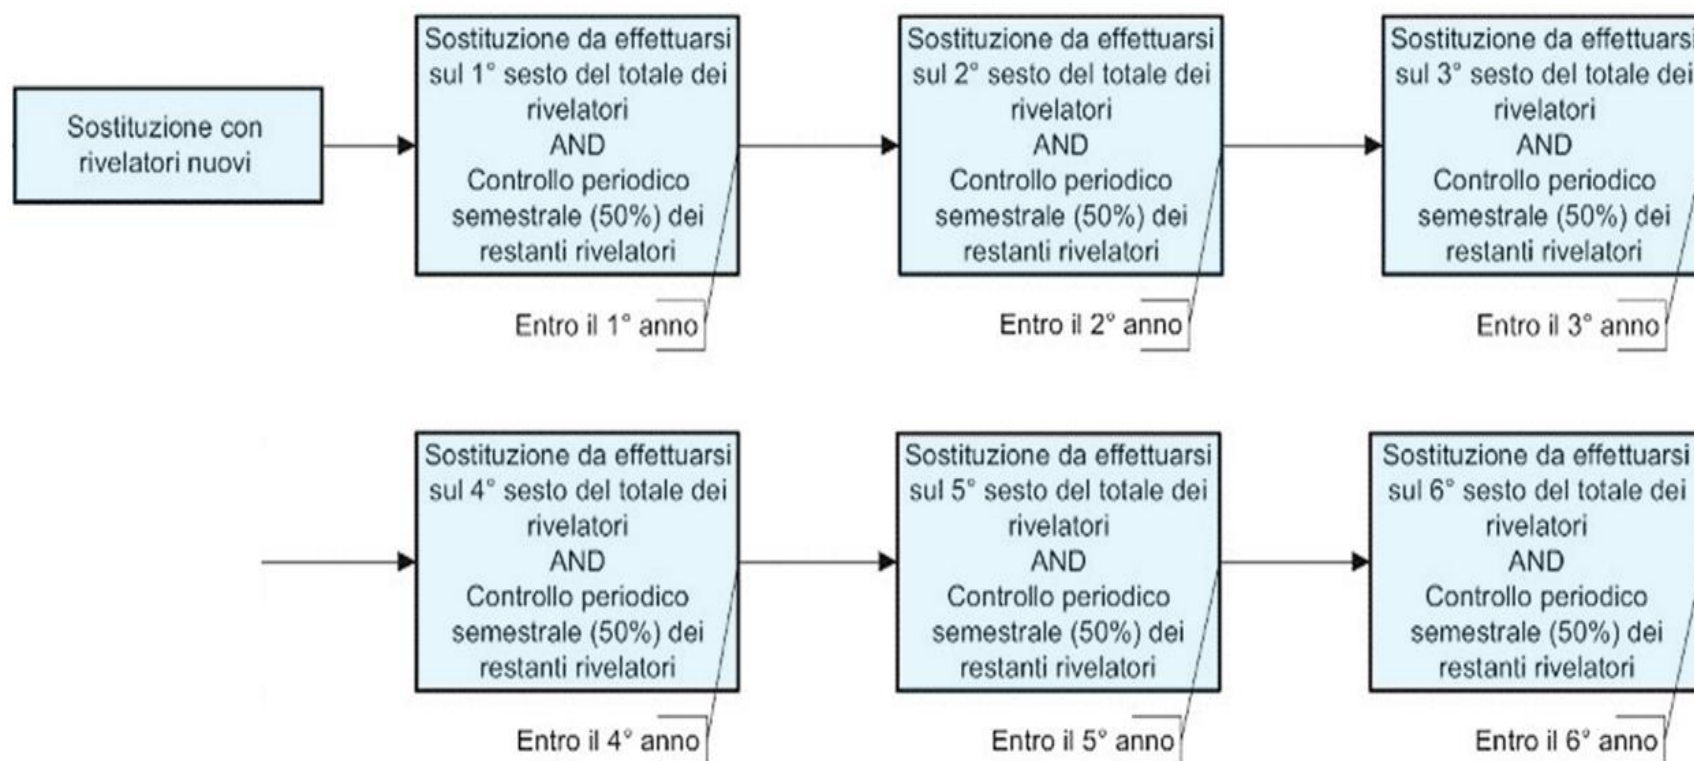 Sostituzione con
rivelatori nuovi
Sostituzione da effettuarsi
sul 1° sesto del totale dei
rivelatori
AND
Controllo periodico
semestrale (50%) dei
restanti rivelatori
Entro il 1° anno
Sostituzione da effettuarsi
sul 2° sesto del totale dei
rivelatori
AND
Controllo periodico
semestrale (50%) dei
restanti rivelatori
Entro il 2° anno
Sostituzione da effettuarsi
sul 3° sesto del totale dei
rivelatori
AND
Controllo periodico
semestrale (50%) dei
restanti rivelatori
Entro il 3° anno
Sostituzione da effettuarsi
sul 4° sesto del totale dei
rivelatori
AND
Controllo periodico
semestrale (50%) dei
restanti rivelatori
Entro il 4° anno
Sostituzione da effettuarsi
sul 5° sesto del totale dei
rivelatori
AND
Controllo periodico
semestrale (50%) dei
restanti rivelatori
Entro il 5° anno
Sostituzione da effettuarsi
sul 6° sesto del totale dei
rivelatori
AND
Controllo periodico
semestrale (50%) dei
restanti rivelatori
Entro il 6° anno